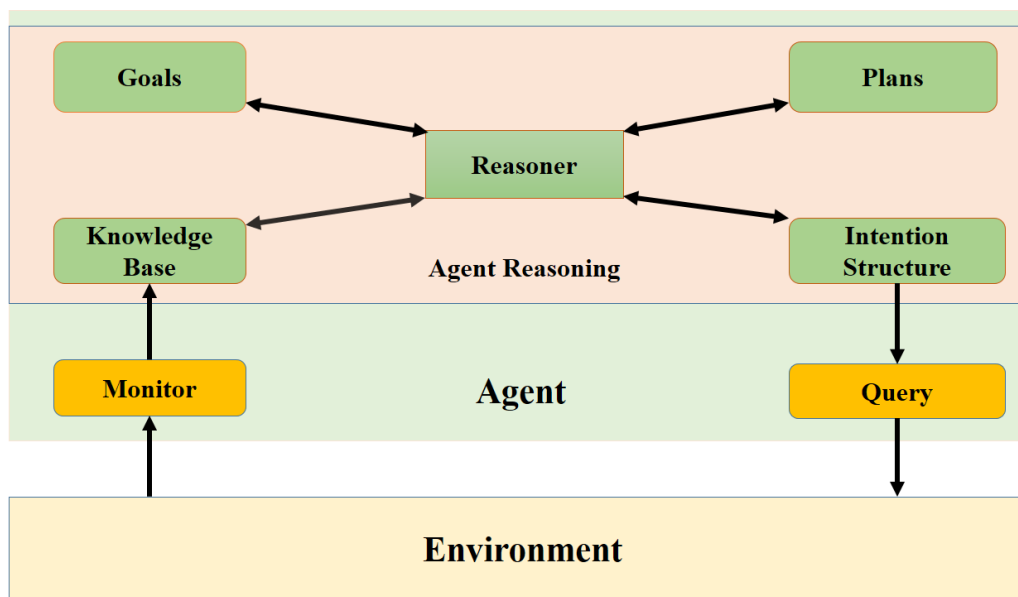 Goals
Plans
Reasoner
Knowledge
Base
Agent Reasoning
Intention
Structure
Monitor
Agent
Query
Environment